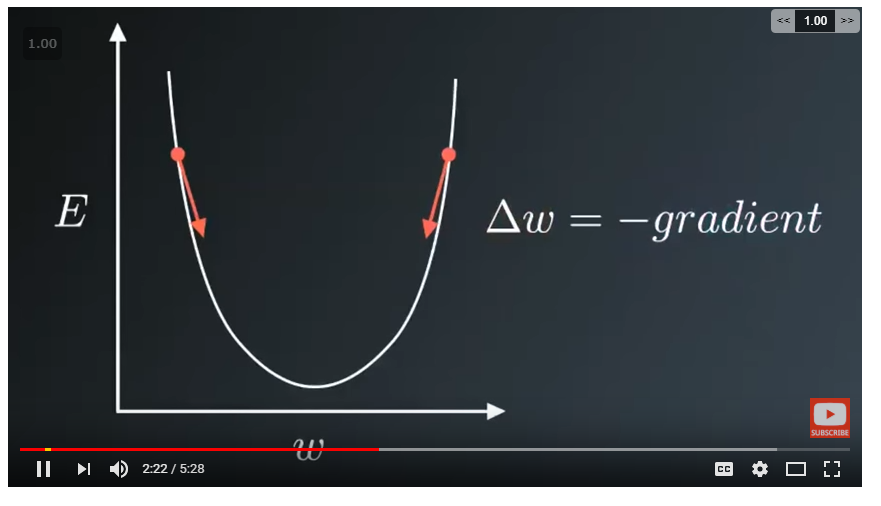 << 1.00 >>
1.00
E
Δw = −gradient
w
SUBSCRIBE
2:22 / 5:28
CC